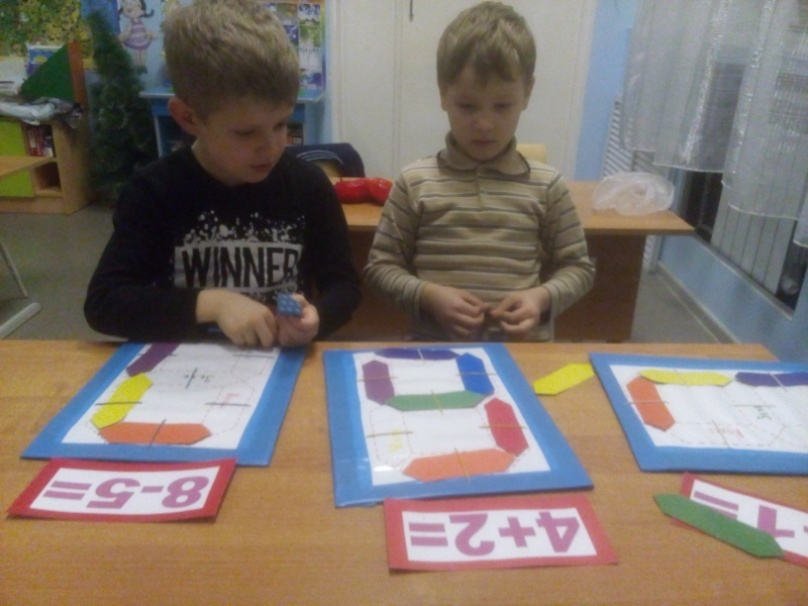 WINNER
8-5=
4+2=